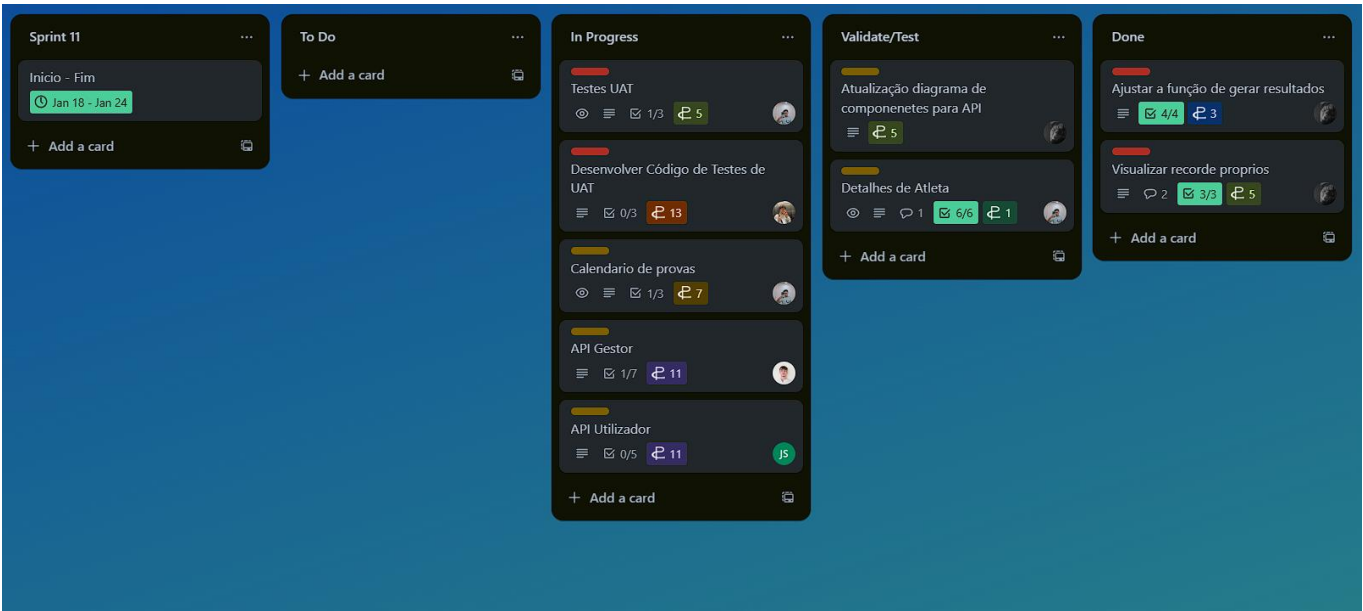 Sprint 11
Inicio - Fim
Jan 18 - Jan 24
Add a card
To Do
Add a card
In Progress
Testes UAT
1/3 5
Desenvolver Código de Testes de
UAT
0/3 13
Calendario de provas
1/3 7
API Gestor
1/7 11
API Utilizador
0/5 11 JS
Add a card
Validate/Test
Atualização diagrama de
componenetes para API
5
Detalhes de Atleta
1 6/6 1
Add a card
Done
Ajustar a função de gerar resultados
4/4 3
Visualizar recorde proprios
2 3/3 5
Add a card